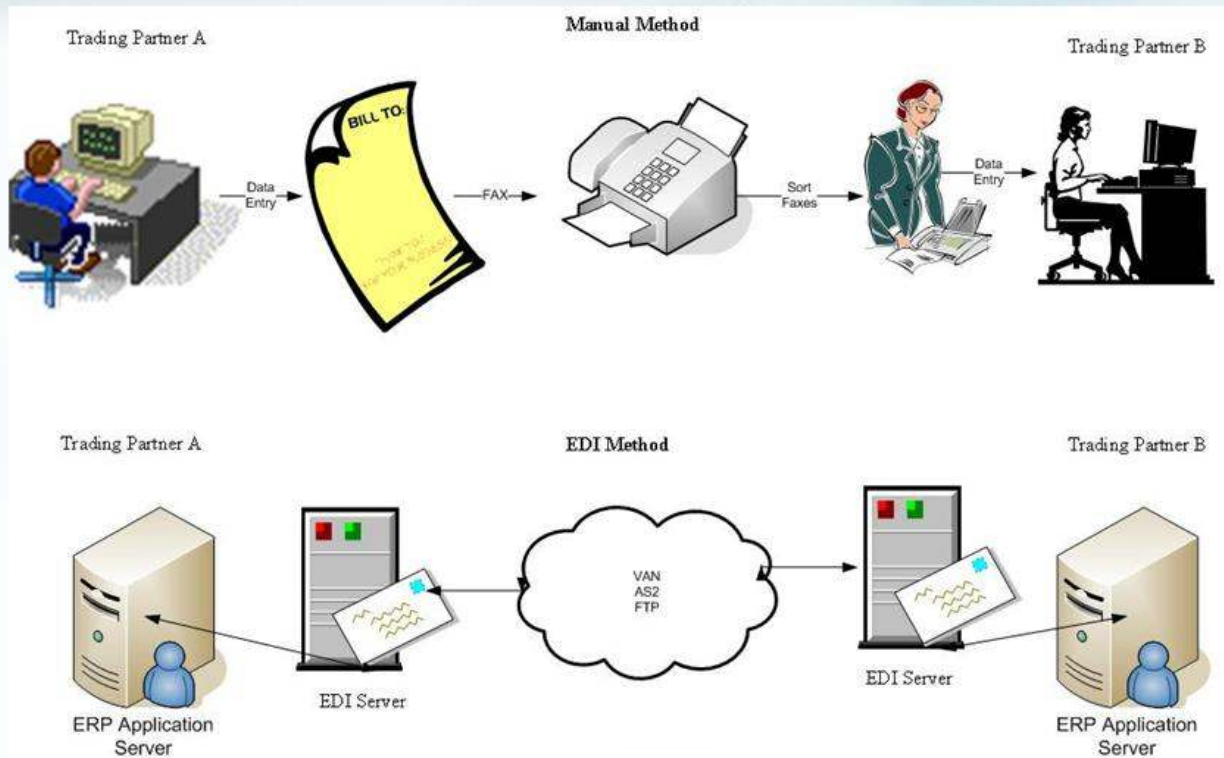 Manual Method
Trading Partner A
Trading Partner B
BILL TO:
Data
Entry
FAX
Sort
Faxes
Data
Entry
Trading Partner A
EDI Method
Trading Partner B
VAN
AS2
FTP
EDI Server
EDI Server
ERP Application
Server
ERP Application
Server